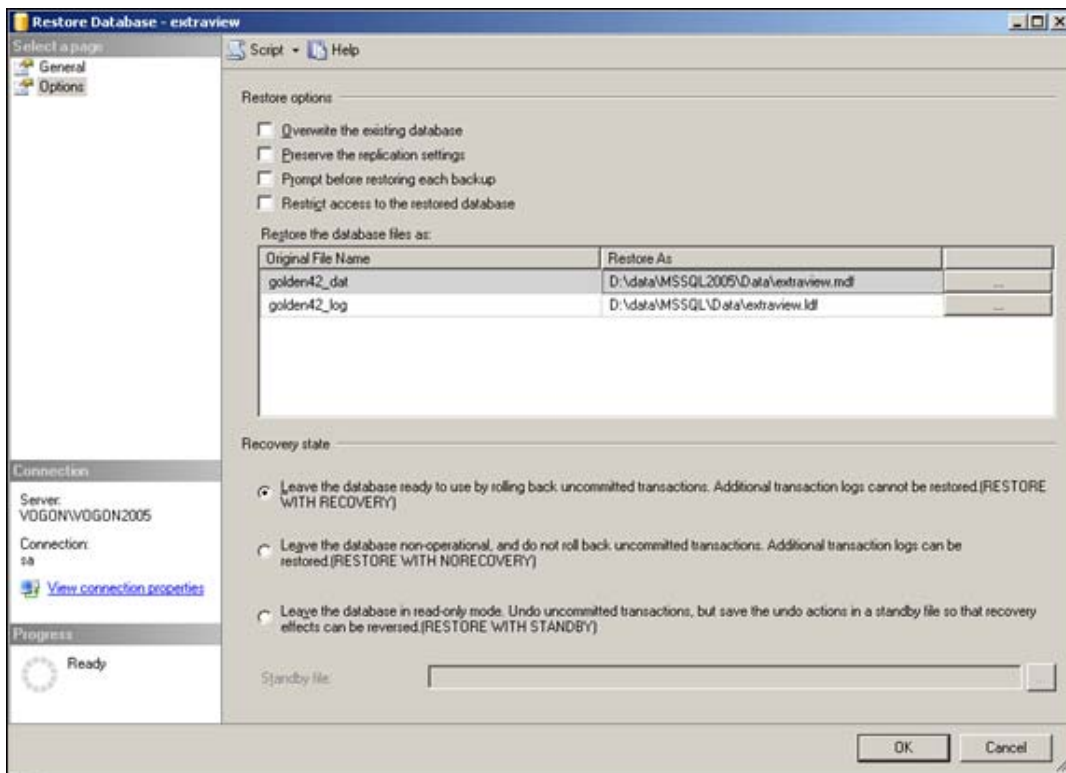 Restore Database - extraview
Select a page
General
Options
Script
Help
Restore options
Overwrite the existing database
Preserve the replication settings
Prompt before restoring each backup
Restrict access to the restored database
Restore the database files as:
Original File Name
Restore As
golden42_dat
D:\data\MSSQL2005\Data\extraview.mdf
...
golden42_log
D:\data\MSSQL\Data\extraview.ldf
...
Recovery state
Leave the database ready to use by rolling back uncommitted transactions. Additional transaction logs cannot be restored.(RESTORE
WITH RECOVERY)
Leave the database non-operational, and do not roll back uncommitted transactions. Additional transaction logs can be
restored.(RESTORE WITH NORECOVERY)
Leave the database in read-only mode. Undo uncommitted transactions, but save the undo actions in a standby file so that recovery
effects can be reversed.(RESTORE WITH STANDBY)
Standby file:
...
Connection
Server:
VOGON\VOGON2005
Connection:
sa
View connection properties
Progress
Ready
OK
Cancel